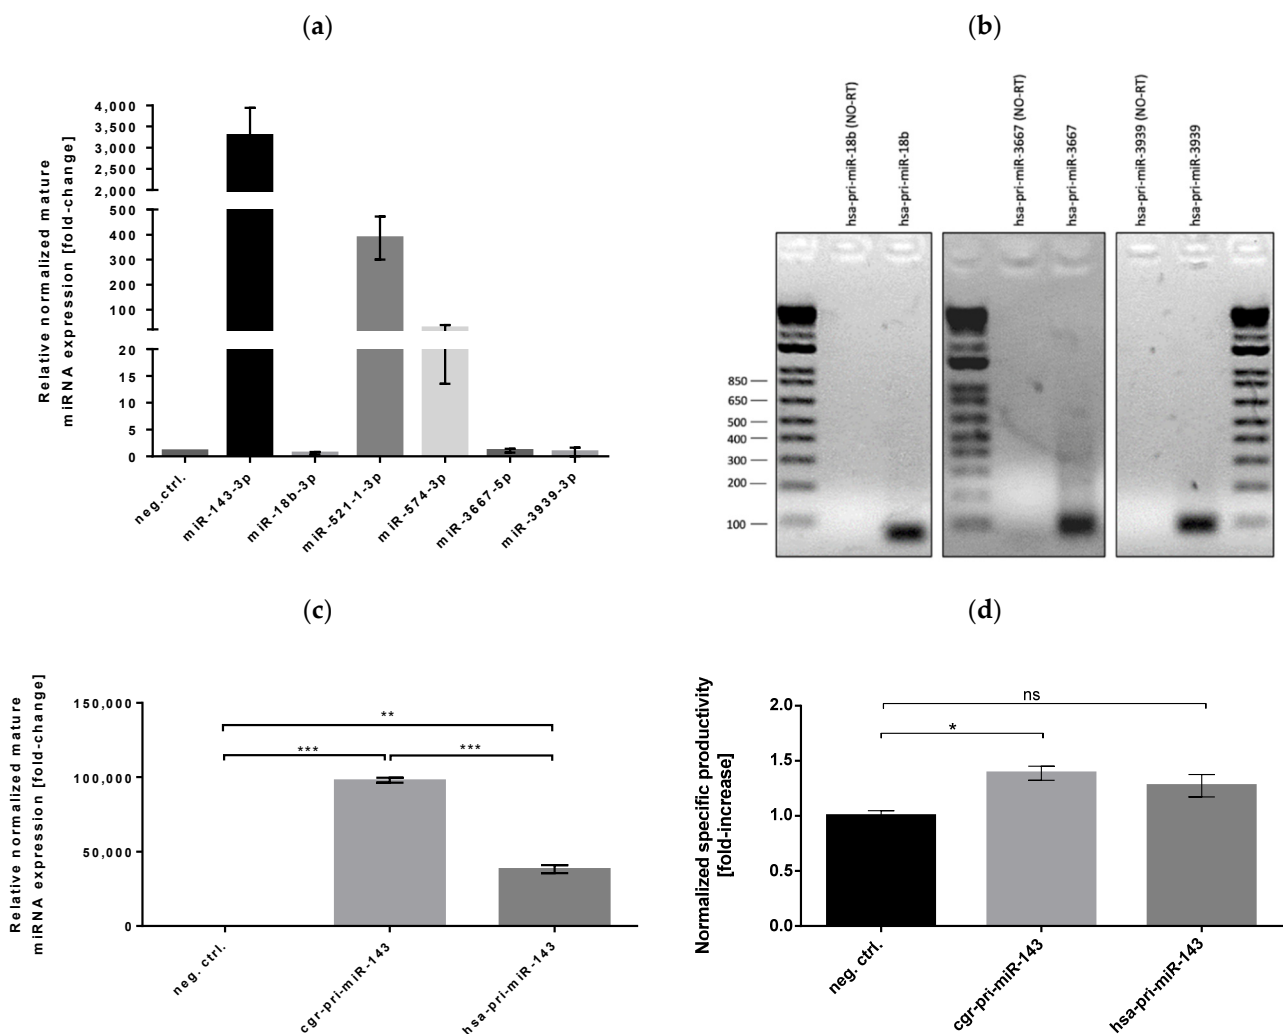 (a)
Relative normalized mature
miRNA expression [fold-change]
4,000
3,500
3,000
2,500
2,000
500
400
300
200
100
20
15
10
5
0
neg.ctrl.
miR-143-3p
miR-18b-3p
miR-521-1-3p
miR-574-3p
miR-3667-5p
miR-3939-3p
(b)
hsa-pri-miR-18b (NO-RT)
hsa-pri-miR-18b
hsa-pri-miR-3667 (NO-RT)
hsa-pri-miR-3667
hsa-pri-miR-3939 (NO-RT)
hsa-pri-miR-3939
850
650
500
400
300
200
100
(c)
Relative normalized mature
miRNA expression [fold-change]
150,000
100,000
50,000
0
**
***
***
neg. ctrl.
cgr-pri-miR-143
hsa-pri-miR-143
(d)
Normalized specific productivity
[fold-increase]
2.0
1.5
1.0
0.5
0.0
ns
*
neg. ctrl.
cgr-pri-miR-143
hsa-pri-miR-143